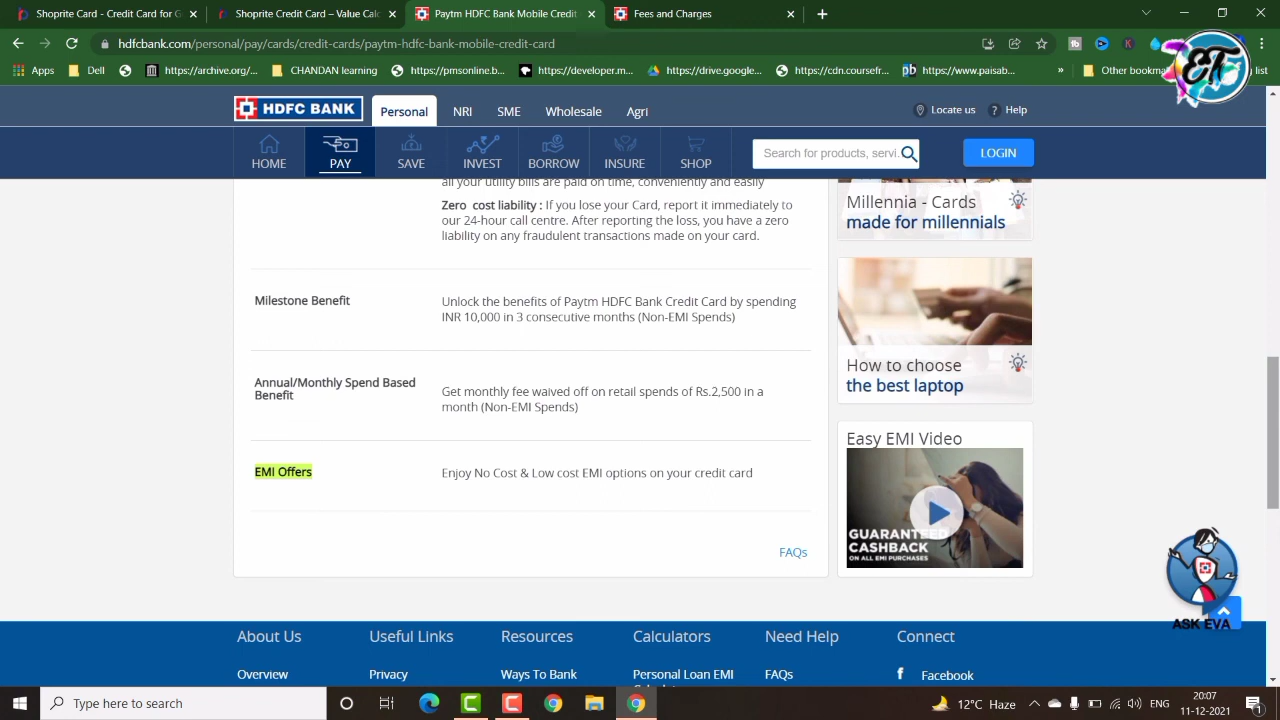 Shoprite Card - Credit Card for G
Shoprite Card - Credit Card Vari
Paytm HDFC Mobile Credit
Fees and Charges
hdfcbank.com/personal/pay/cards/credit-cards/paytm-hdfc-bank-mobile-credit-card
Apps
Dell
https://archive.org/...
CHANDAN learning
https://pmsonline.b...
https://developer.m...
https://drive.google...
https://cdn.coursefr...
https://www.paisab...
»
Other bookma
list
ET
HDFC BANK
Personal
NRI
SME
Wholesale
Agri
Locate us
Help
HOME
PAY
SAVE
INVEST
BORROW
INSURE
SHOP
Search for products, servi.
LOGIN
all your utility bills are paid on time, conveniently and easily
Zero cost liability : If you lose your Card, report it immediately to
our 24-hour call centre. After reporting the loss, you have a zero
liability on any fraudulent transactions made on your card.
Milestone Benefit
Unlock the benefits of Paytm HDFC Bank Credit Card by spending
INR 10,000 in 3 consecutive months (Non-EMI Spends)
Annual/Monthly Spend Based
Benefit
Get monthly fee waived off on retail spends of Rs.2,500 in a
month (Non-EMI Spends)
EMI Offers
Enjoy No Cost & Low cost EMI options on your credit card
FAQs
Millennia - Cards
made for millennials
How to choose
the best laptop
Easy EMI Video
GUARANTEED
CASHBACK
ON ALL EMI PURCHASES
ASK EVA
About Us
Useful Links
Resources
Calculators
Need Help
Connect
Overview
Privacy
Ways To Bank
Personal Loan EMI
FAQs
Facebook
Type here to search
12°C Haze
ENG
20:07
11-12-2021